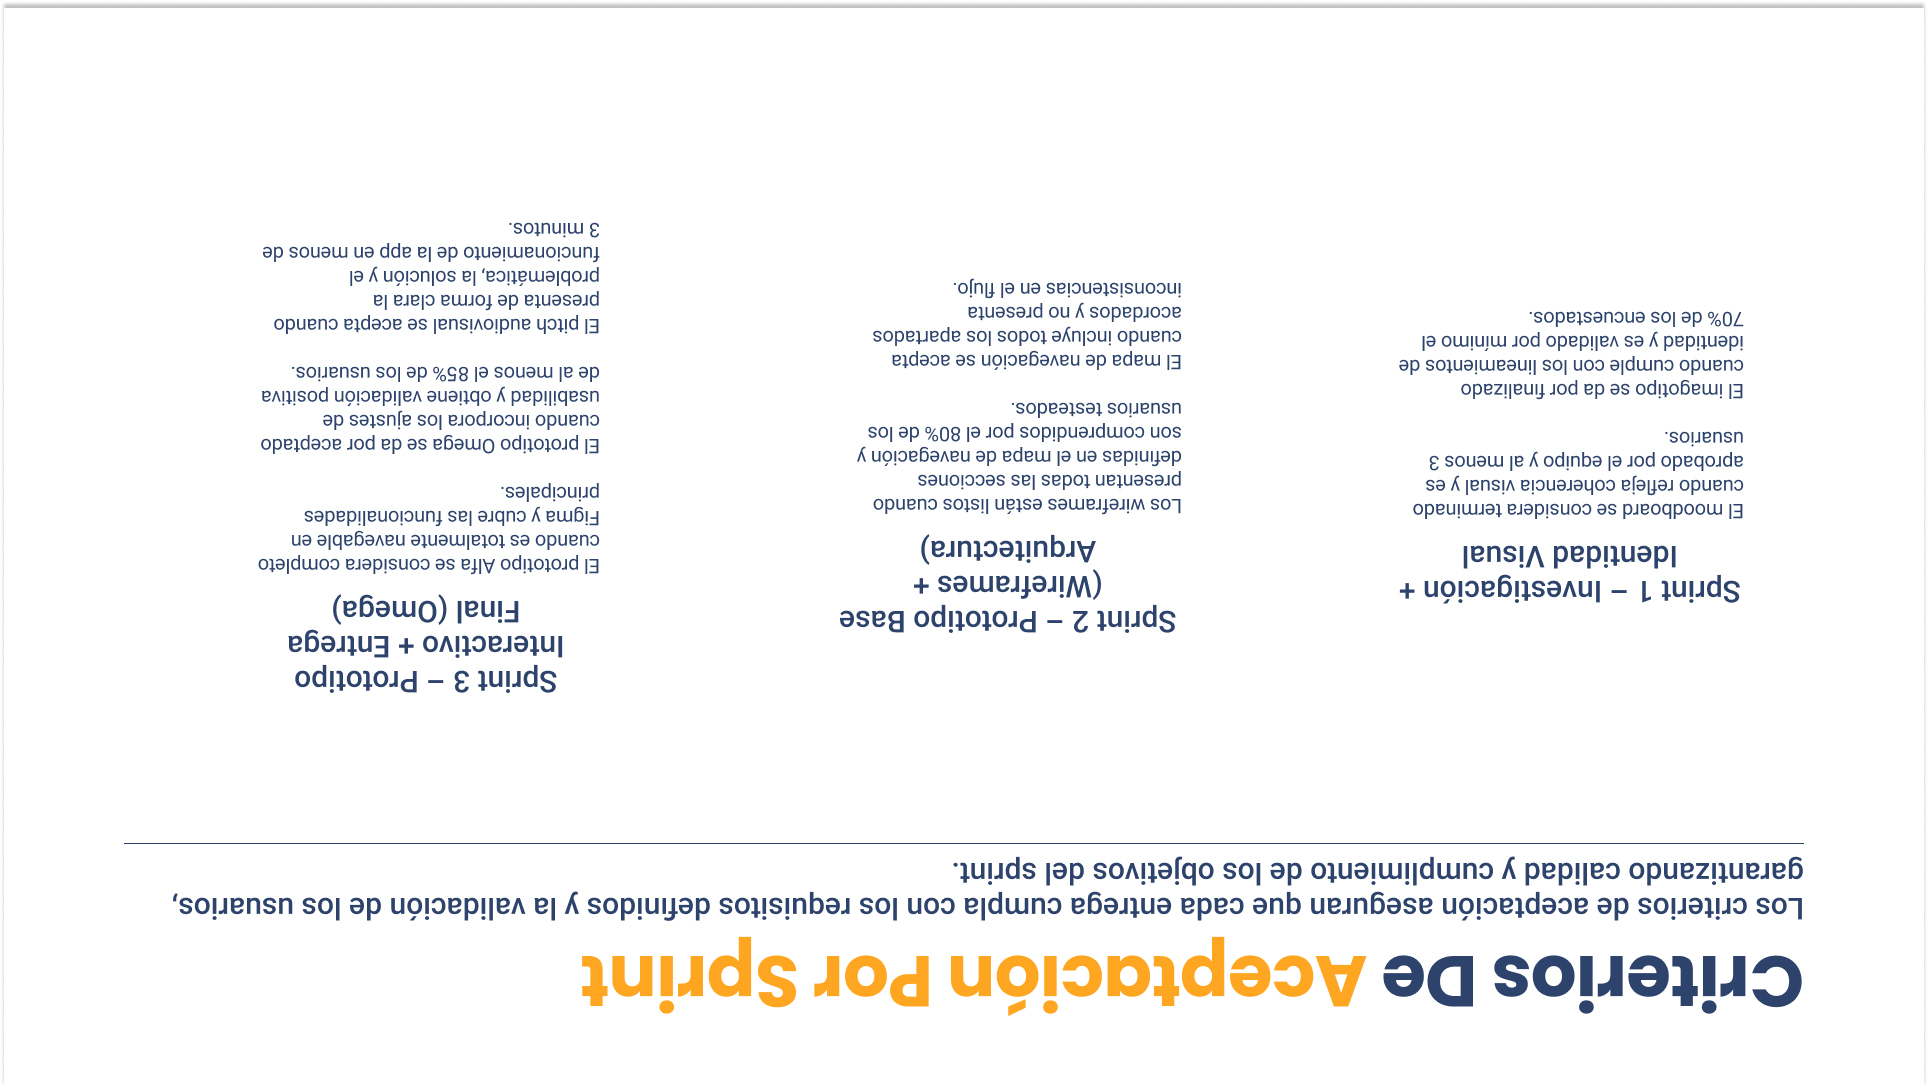 Criterios De Aceptación Por Sprint
Los criterios de aceptación aseguran que cada entrega cumpla con los requisitos definidos y la validación de los usuarios,
garantizando calidad y cumplimiento de los objetivos del sprint.
Sprint 1 – Investigación +
Identidad Visual
El moodboard se considera terminado
cuando refleja coherencia visual y es
aprobado por el equipo y al menos 3
usuarios.
El imagotipo se da por finalizado
cuando cumple con los lineamientos de
identidad y es validado por mínimo el
70% de los encuestados.
Sprint 2 – Prototipo Base
(Wireframes +
Arquitectura)
Los wireframes están listos cuando
presentan todas las secciones
definidas en el mapa de navegación y
son comprendidos por el 80% de los
usuarios testeados.
El mapa de navegación se acepta
cuando incluye todos los apartados
acordados y no presenta
inconsistencias en el flujo.
Sprint 3 – Prototipo
Interactivo + Entrega
Final (Omega)
El prototipo Alfa se considera completo
cuando es totalmente navegable en
Figma y cubre las funcionalidades
principales.
El prototipo Omega se da por aceptado
cuando incorpora los ajustes de
usabilidad y obtiene validación positiva
de al menos el 85% de los usuarios.
El pitch audiovisual se acepta cuando
presenta de forma clara la
problemática, la solución y el
funcionamiento de la app en menos de
3 minutos.